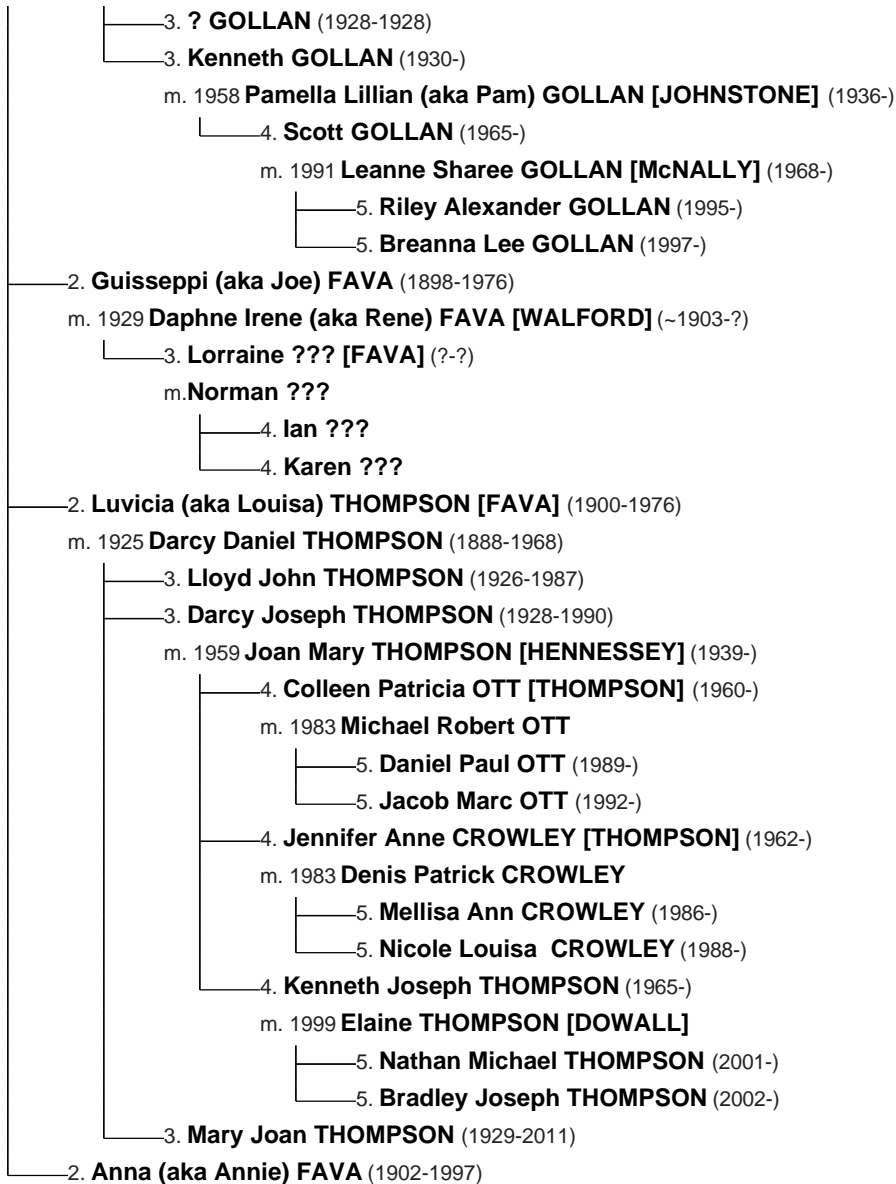 3. ? GOLLAN (1928-1928)
3. Kenneth GOLLAN (1930-)
m. 1958 Pamella Lillian (aka Pam) GOLLAN [JOHNSTONE] (1936-)
4. Scott GOLLAN (1965-)
m. 1991 Leanne Sharee GOLLAN [McNALLY] (1968-)
5. Riley Alexander GOLLAN (1995-)
5. Breanna Lee GOLLAN (1997-)
2. Guisseppi (aka Joe) FAVA (1898-1976)
m. 1929 Daphne Irene (aka Rene) FAVA [WALFORD] (~1903-?)
3. Lorraine ??? [FAVA] (?-?)
m.Norman ???
4. Ian ???
4. Karen ???
2. Luvicia (aka Louisa) THOMPSON [FAVA] (1900-1976)
m. 1925 Darcy Daniel THOMPSON (1888-1968)
3. Lloyd John THOMPSON (1926-1987)
3. Darcy Joseph THOMPSON (1928-1990)
m. 1959 Joan Mary THOMPSON [HENNESSEY] (1939-)
4. Colleen Patricia OTT [THOMPSON] (1960-)
m. 1983 Michael Robert OTT
5. Daniel Paul OTT (1989-)
5. Jacob Marc OTT (1992-)
4. Jennifer Anne CROWLEY [THOMPSON] (1962-)
m. 1983 Denis Patrick CROWLEY
5. Mellisa Ann CROWLEY (1986-)
5. Nicole Louisa CROWLEY (1988-)
4. Kenneth Joseph THOMPSON (1965-)
m. 1999 Elaine THOMPSON [DOWALL]
5. Nathan Michael THOMPSON (2001-)
5. Bradley Joseph THOMPSON (2002-)
3. Mary Joan THOMPSON (1929-2011)
2. Anna (aka Annie) FAVA (1902-1997)